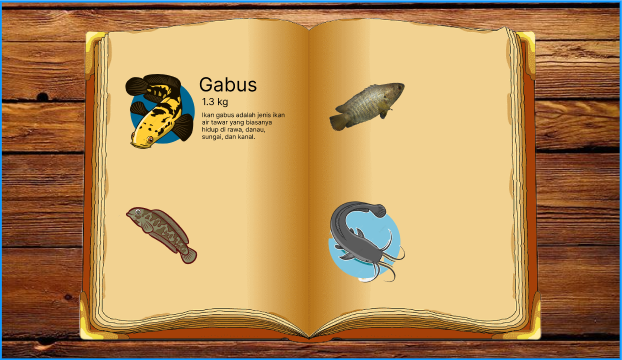 Gabus
1.3 kg
Ikan gabus adalah jenis ikan
air tawar yang biasanya
hidup di rawa, danau,
sungai, dan kanal.